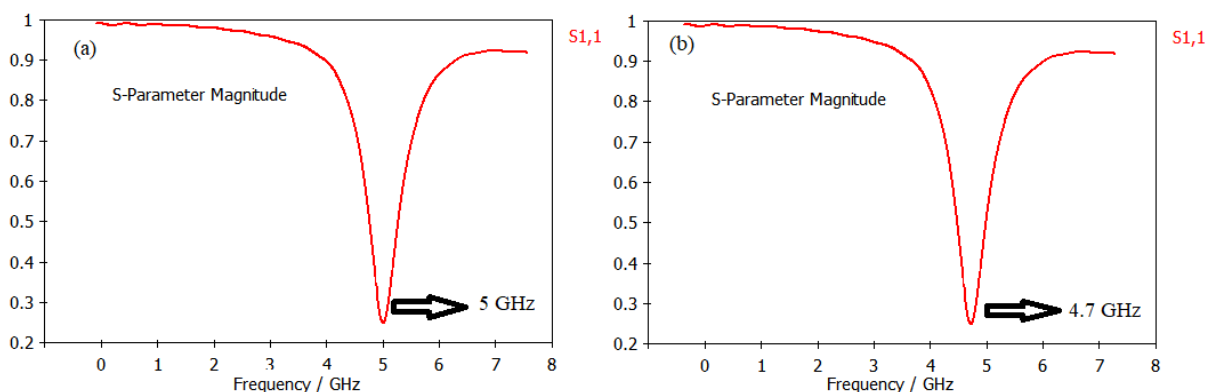 1
0.9
0.8
0.7
0.6
0.5
0.4
0.3
0.2
(a)
S-Parameter Magnitude
S1,1
5 GHz
0 1 2 3 4 5 6 7 8
Frequency / GHz
1
0.9
0.8
0.7
0.6
0.5
0.4
0.3
0.2
(b)
S-Parameter Magnitude
S1,1
4.7 GHz
0 1 2 3 4 5 6 7 8
Frequency / GHz